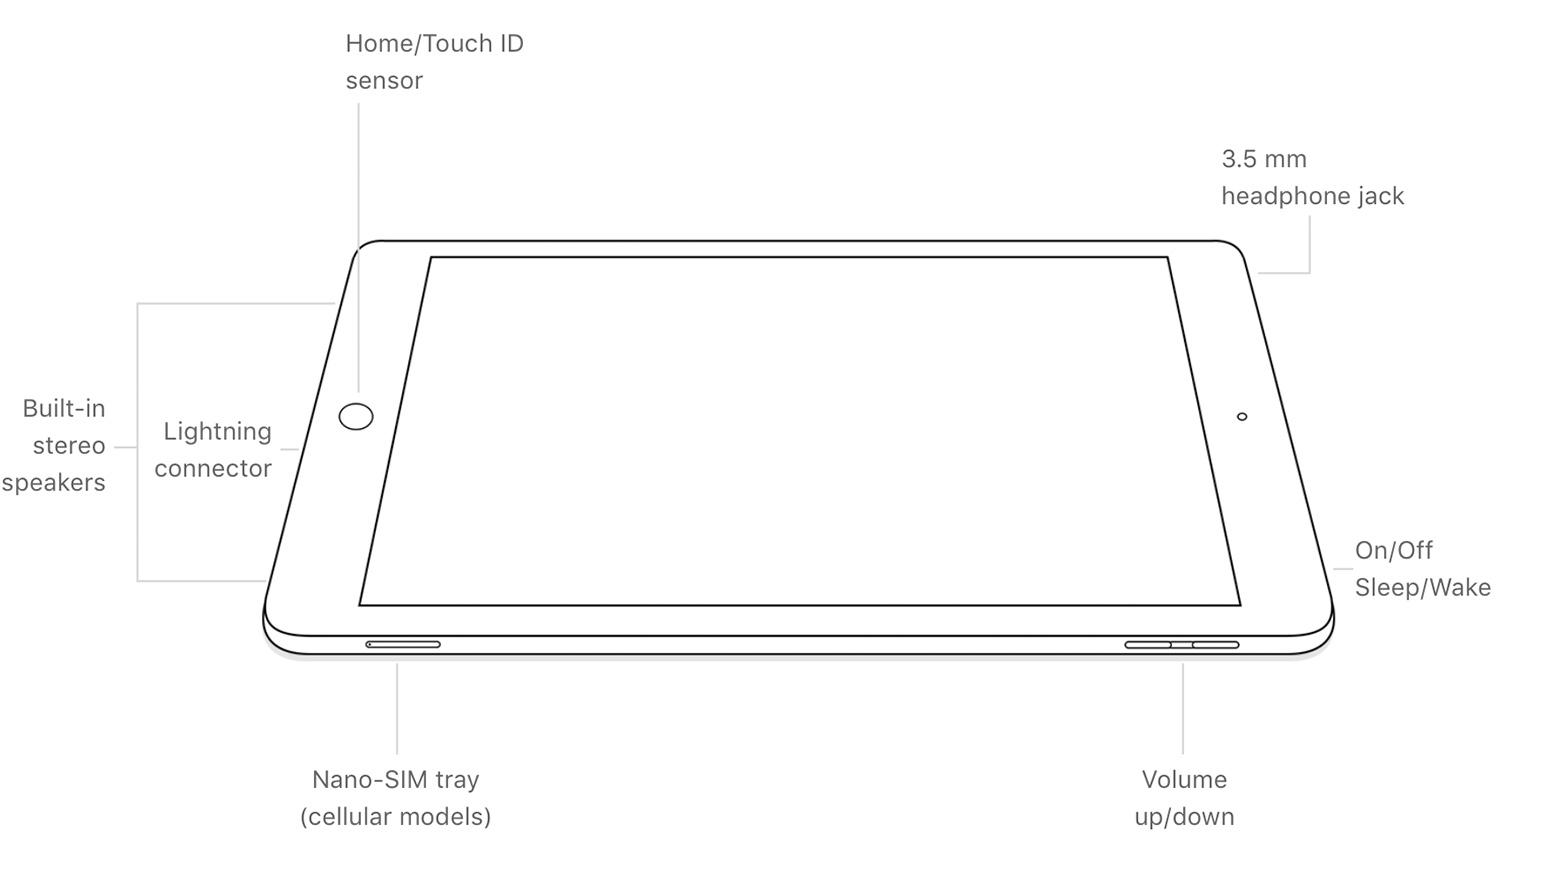 Home/Touch ID
sensor
3.5 mm
headphone jack
Built-in
stereo
speakers
Lightning
connector
On/Off
Sleep/Wake
Nano-SIM tray
(cellular models)
Volume
up/down